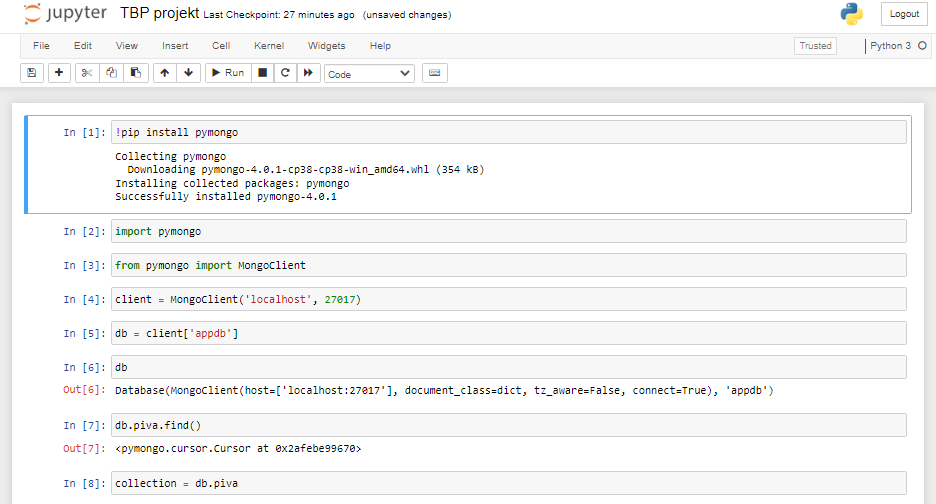 jupyter TBP projekt Last Checkpoint: 27 minutes ago (unsaved changes) Logout
File Edit View Insert Cell Kernel Widgets Help Trusted Python 3
Run Code
In [1]: !pip install pymongo
Collecting pymongo
  Downloading pymongo-4.0.1-cp38-cp38-win_amd64.whl (354 kB)
Installing collected packages: pymongo
Successfully installed pymongo-4.0.1
In [2]: import pymongo
In [3]: from pymongo import MongoClient
In [4]: client = MongoClient('localhost', 27017)
In [5]: db = client['appdb']
In [6]: db
Out[6]: Database(MongoClient(host=['localhost:27017'], document_class=dict, tz_aware=False, connect=True), 'appdb')
In [7]: db.piva.find()
Out[7]: <pymongo.cursor.Cursor at 0x2afebe99670>
In [8]: collection = db.piva